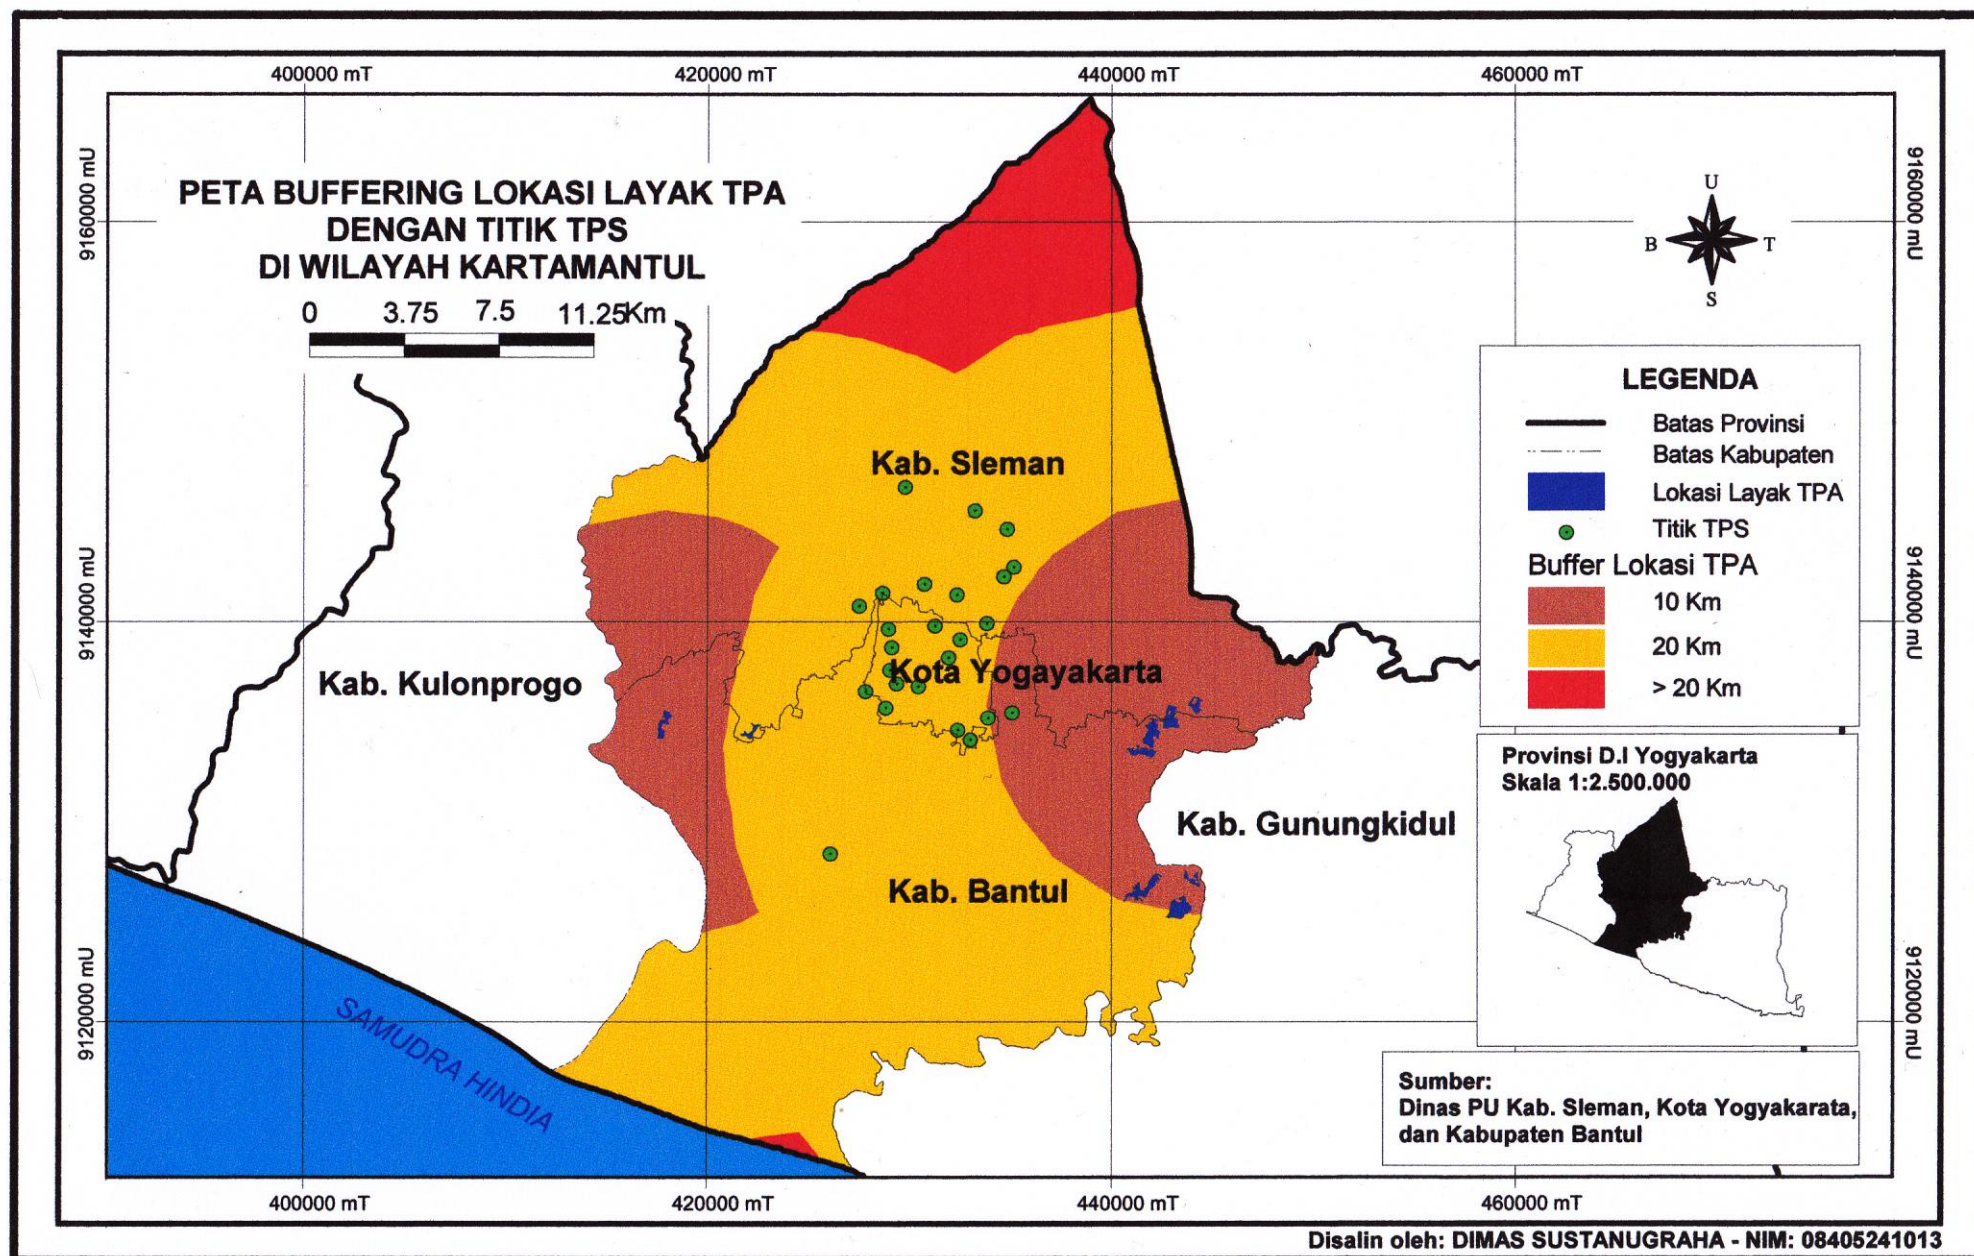 400000 mT
420000 mT
440000 mT
460000 mT
9160000 mU
9160000 mU
PETA BUFFERING LOKASI LAYAK TPA
DENGAN TITIK TPS
DI WILAYAH KARTAMANTUL
0 3.75 7.5 11.25Km
U
B T
S
LEGENDA
Batas Provinsi
Batas Kabupaten
Lokasi Layak TPA
Titik TPS
Buffer Lokasi TPA
10 Km
20 Km
> 20 Km
Kab. Sleman
9140000 mU
9140000 mU
Kab. Kulonprogo
Kota Yogayakarta
Kab. Gunungkidul
Kab. Bantul
Provinsi D.I Yogyakarta
Skala 1:2.500.000
9120000 mU
9120000 mU
SAMUDRA HINDIA
Sumber:
Dinas PU Kab. Sleman, Kota Yogyakarata,
dan Kabupaten Bantul
400000 mT
420000 mT
440000 mT
460000 mT
Disalin oleh: DIMAS SUSTANUGRAHA - NIM: 08405241013